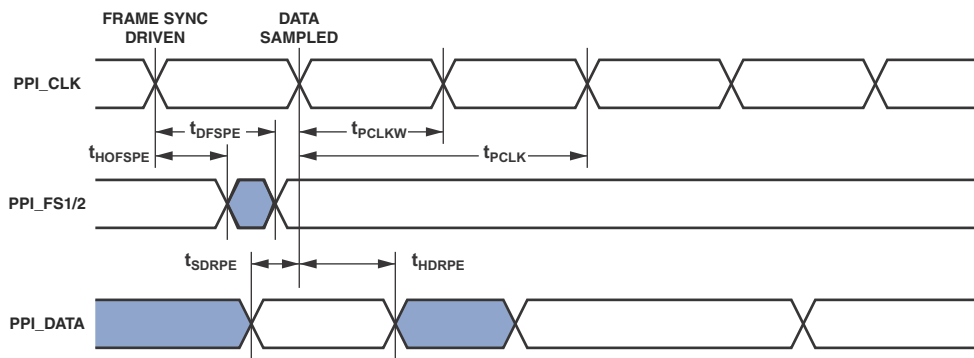 FRAME SYNC
DRIVEN
DATA
SAMPLED
PPI_CLK
tDFSPE
tPCLKW
tHOFSPE
tPCLK
PPI_FS1/2
tSDRPE
tHDRPE
PPI_DATA